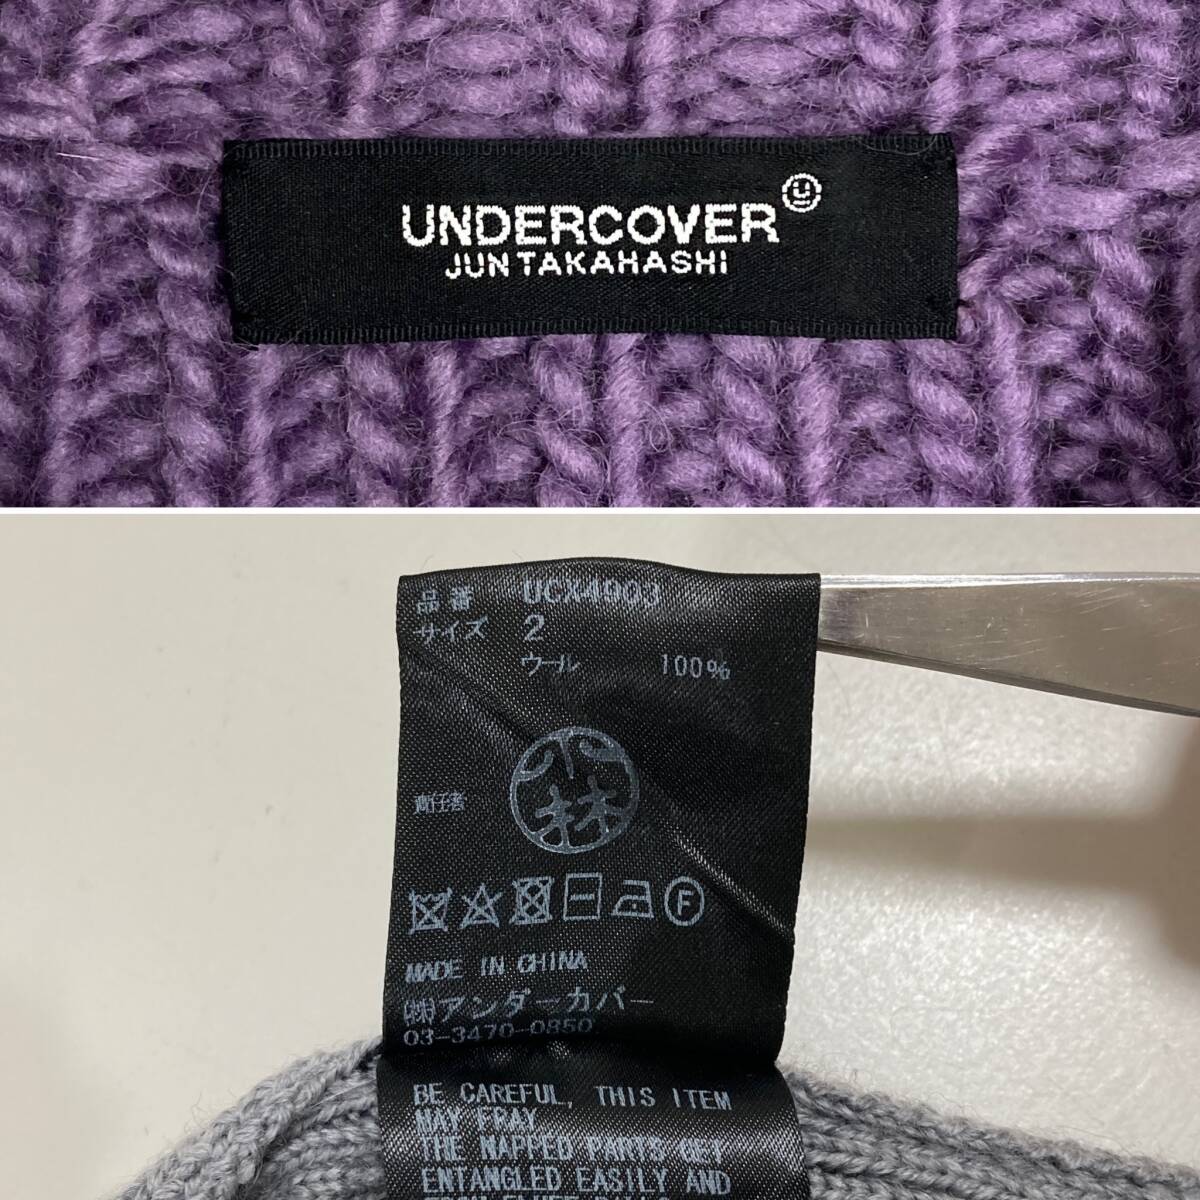 UNDERCOVER
JUN TAKAHASHI
品番 UCX4903
サイズ 2
ウール 100%
責任者 小林
F
MADE IN CHINA
㈱アンダーカバー
03-3470-0850
BE CAREFUL, THIS ITEM
MAY FRAY
THE NAPPED PARTS GET
ENTANGLED EASILY AND